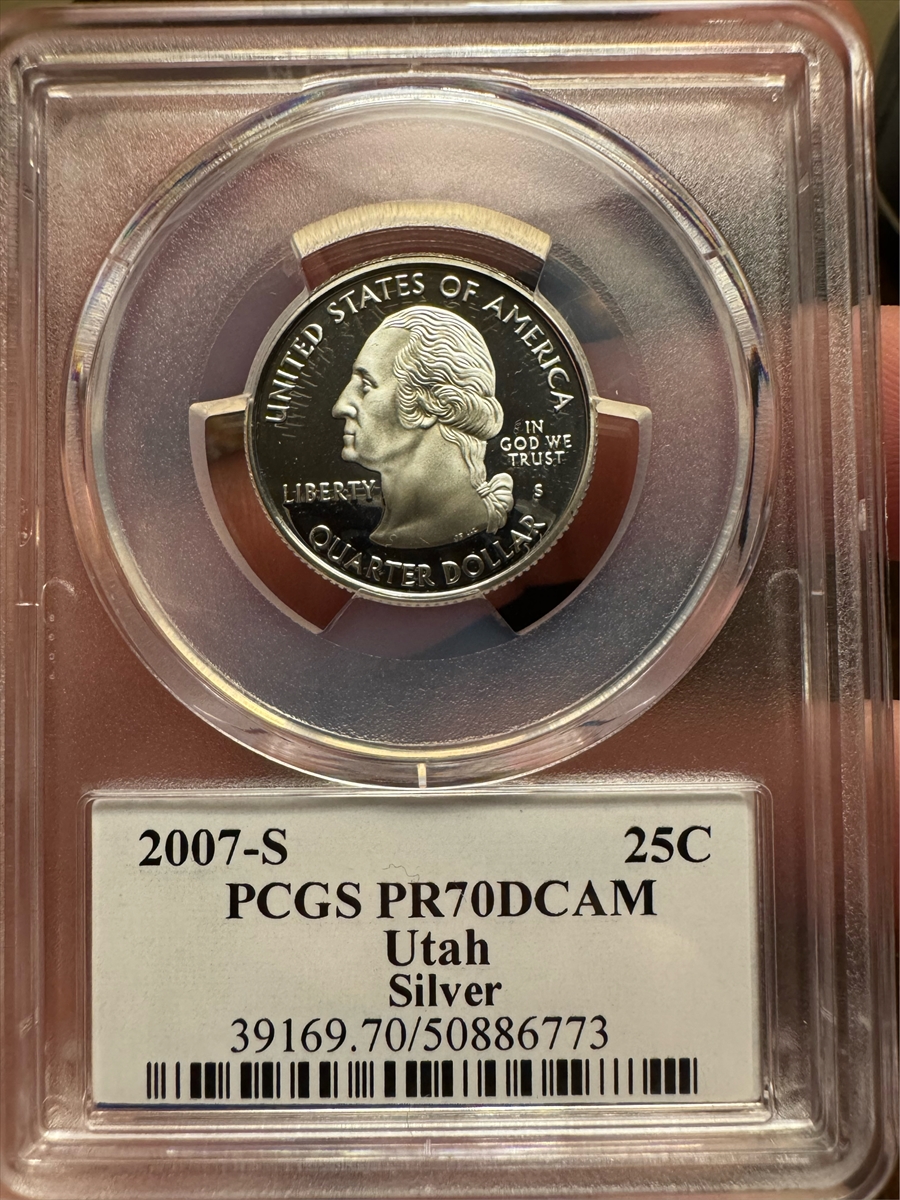 UNITED STATES OF AMERICA
IN
GOD WE
TRUST
LIBERTY
S
QUARTER DOLLAR
2007-S 25C
PCGS PR70DCAM
Utah
Silver
39169.70/50886773